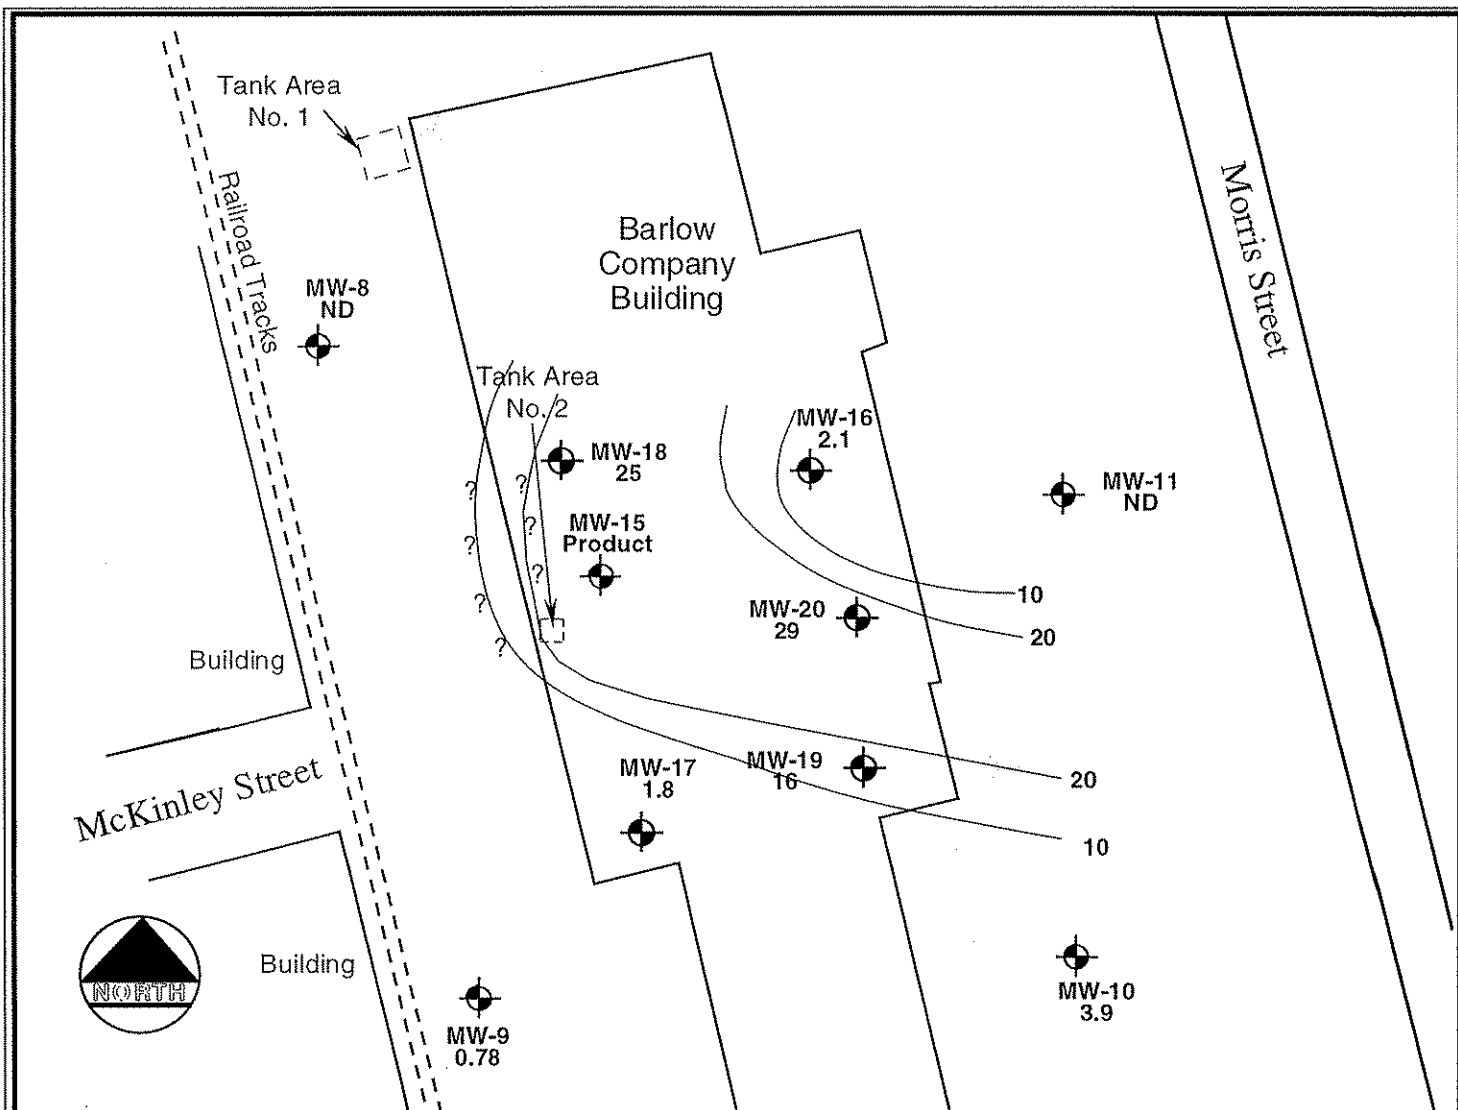 Tank Area
No. 1
Railroad Tracks
Barlow
Company
Building
Morris Street
MW-8
ND
Tank Area
No. 2
MW-18
25
MW-16
2.1
MW-11
ND
MW-15
Product
?
?
?
?
?
?
?
10
MW-20
29
20
Building
McKinley Street
MW-17
1.8
MW-19
16
20
10
NORTH
Building
MW-9
0.78
MW-10
3.9